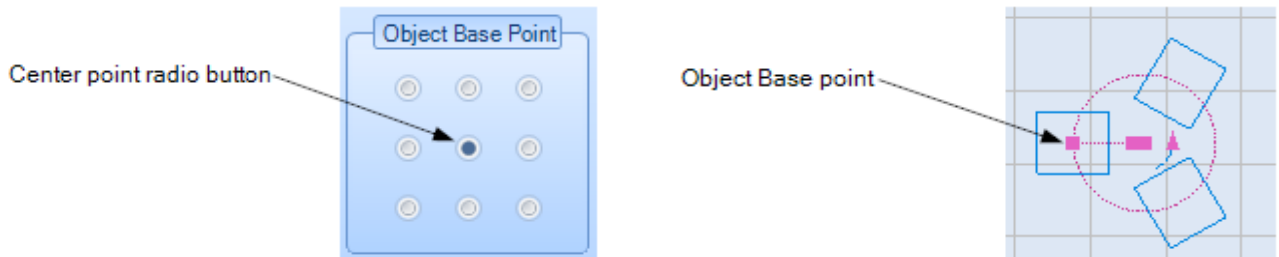 Object Base Point
Center point radio button
Object Base point